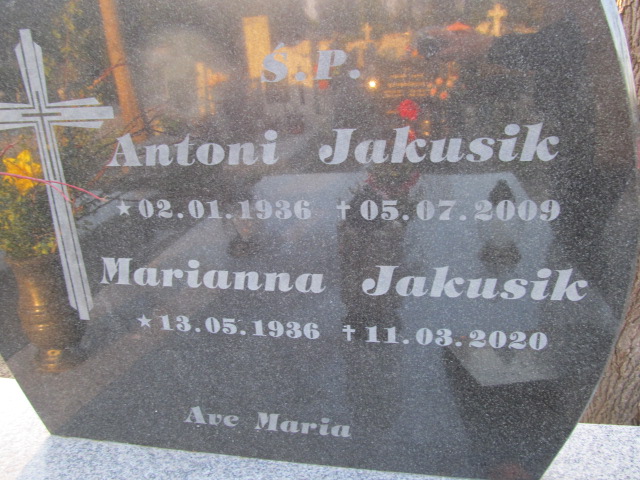 Ś.P.
Antoni Jakusik
★02.01.1936 ✝05.07.2009
Marianna Jakusik
★13.05.1936 ✝11.03.2020
Ave Maria